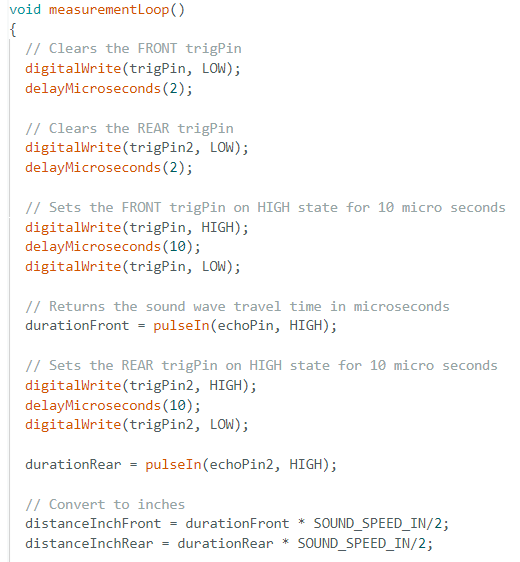 void measurementLoop()
{
// Clears the FRONT trigPin
digitalWrite(trigPin, LOW);
delayMicroseconds(2);
// Clears the REAR trigPin
digitalWrite(trigPin2, LOW);
delayMicroseconds(2);
// Sets the FRONT trigPin on HIGH state for 10 micro seconds
digitalWrite(trigPin, HIGH);
delayMicroseconds(10);
digitalWrite(trigPin, LOW);
// Returns the sound wave travel time in microseconds
durationFront = pulseIn(echoPin, HIGH);
// Sets the REAR trigPin on HIGH state for 10 micro seconds
digitalWrite(trigPin2, HIGH);
delayMicroseconds(10);
digitalWrite(trigPin2, LOW);
durationRear = pulseIn(echoPin2, HIGH);
// Convert to inches
distanceInchFront = durationFront * SOUND_SPEED_IN/2;
distanceInchRear = durationRear * SOUND_SPEED_IN/2;